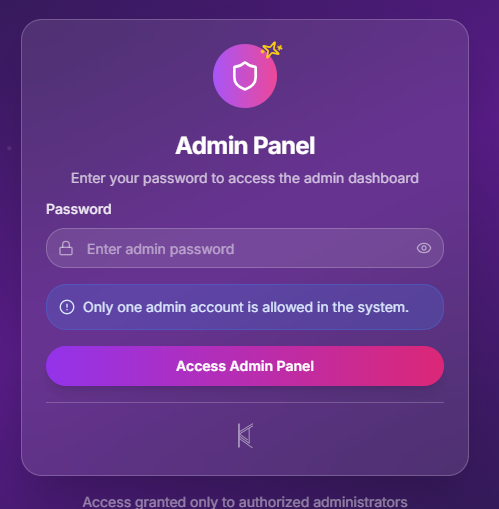 Admin Panel
Enter your password to access the admin dashboard
Password
Enter admin password
Only one admin account is allowed in the system.
Access Admin Panel
Access granted only to authorized administrators